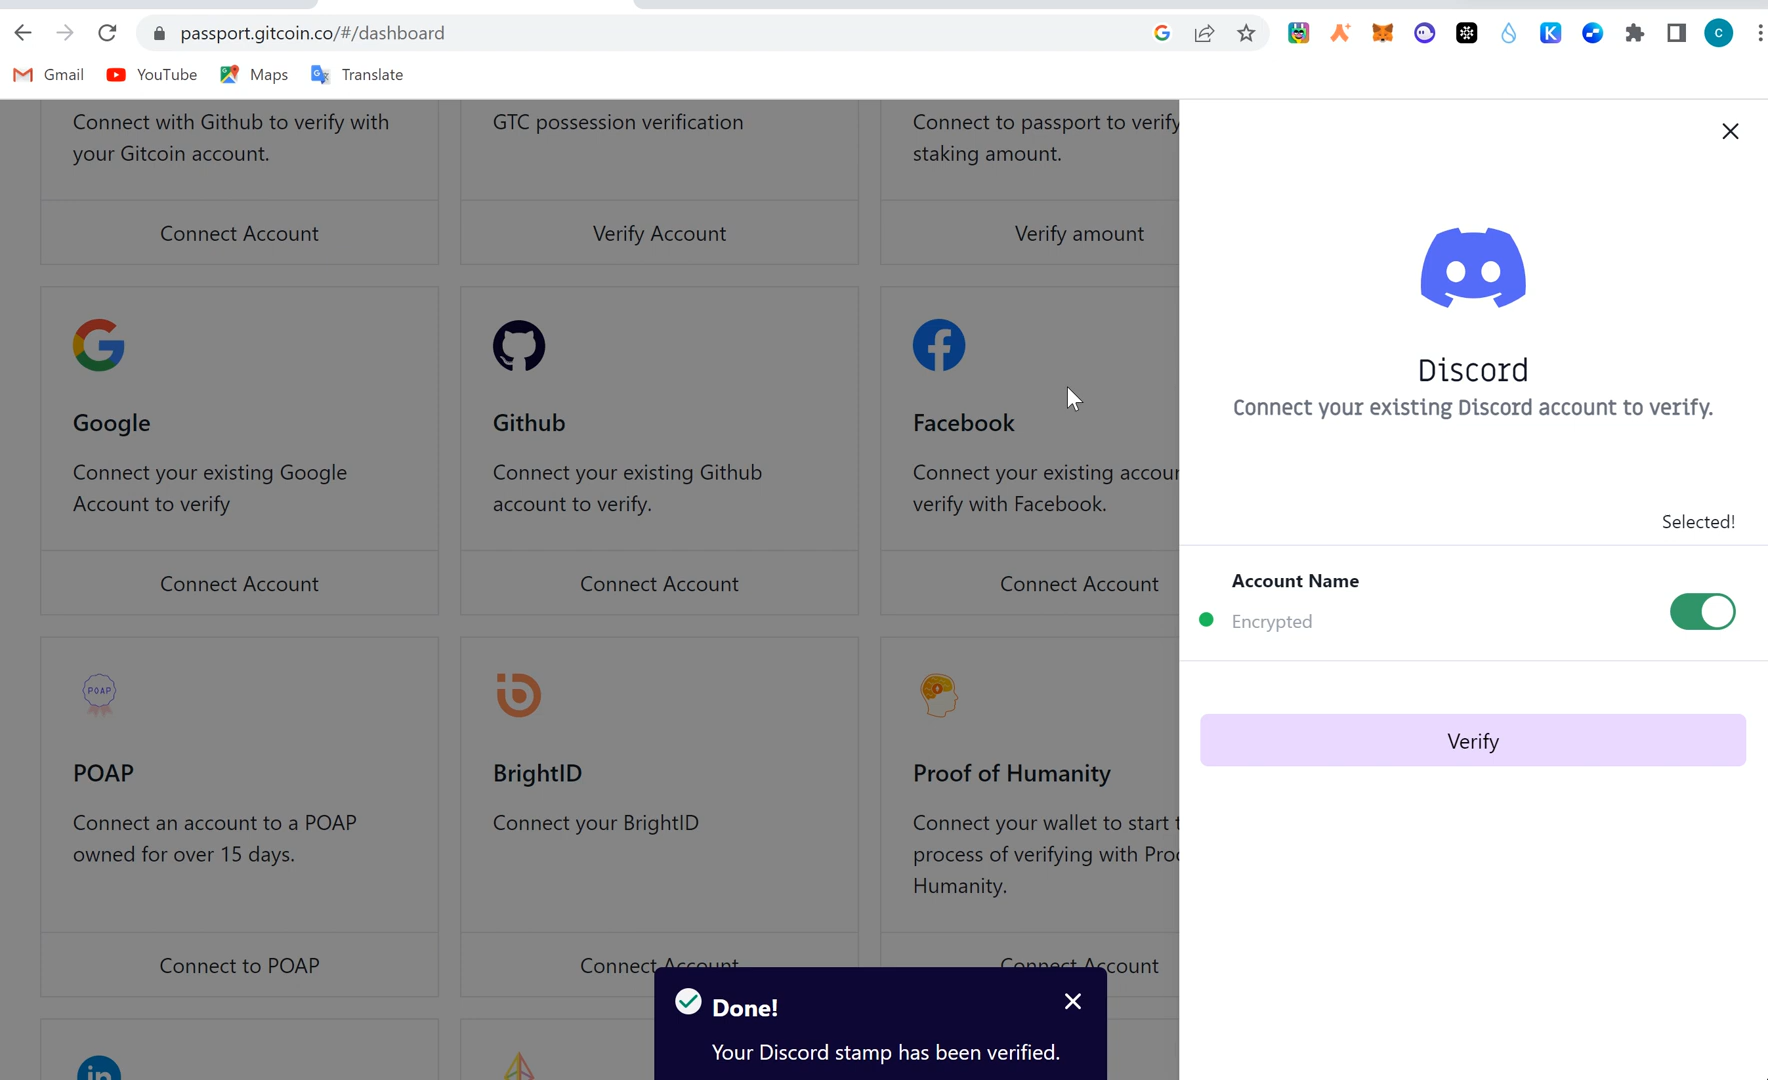 passport.gitcoin.co/#/dashboard
C
Gmail
YouTube
Maps
Translate
Connect with Github to verify with
your Gitcoin account.
Connect Account
GTC possession verification
Verify Account
Connect to passport to verify
staking amount.
Verify amount
Google
Connect your existing Google
Account to verify
Connect Account
Github
Connect your existing Github
account to verify.
Connect Account
Facebook
Connect your existing
verify with Facebook.
Connect Account
POAP
POAP
Connect an account to a POAP
owned for over 15 days.
Connect to POAP
BrightID
Connect your BrightID
Connect Account
Proof of Humanity
Connect your wallet to start
process of verifying with
Humanity.
Connect Account
in
Discord
Connect your existing Discord account to verify.
Selected!
Account Name
Encrypted
Verify
Done!
Your Discord stamp has been verified.